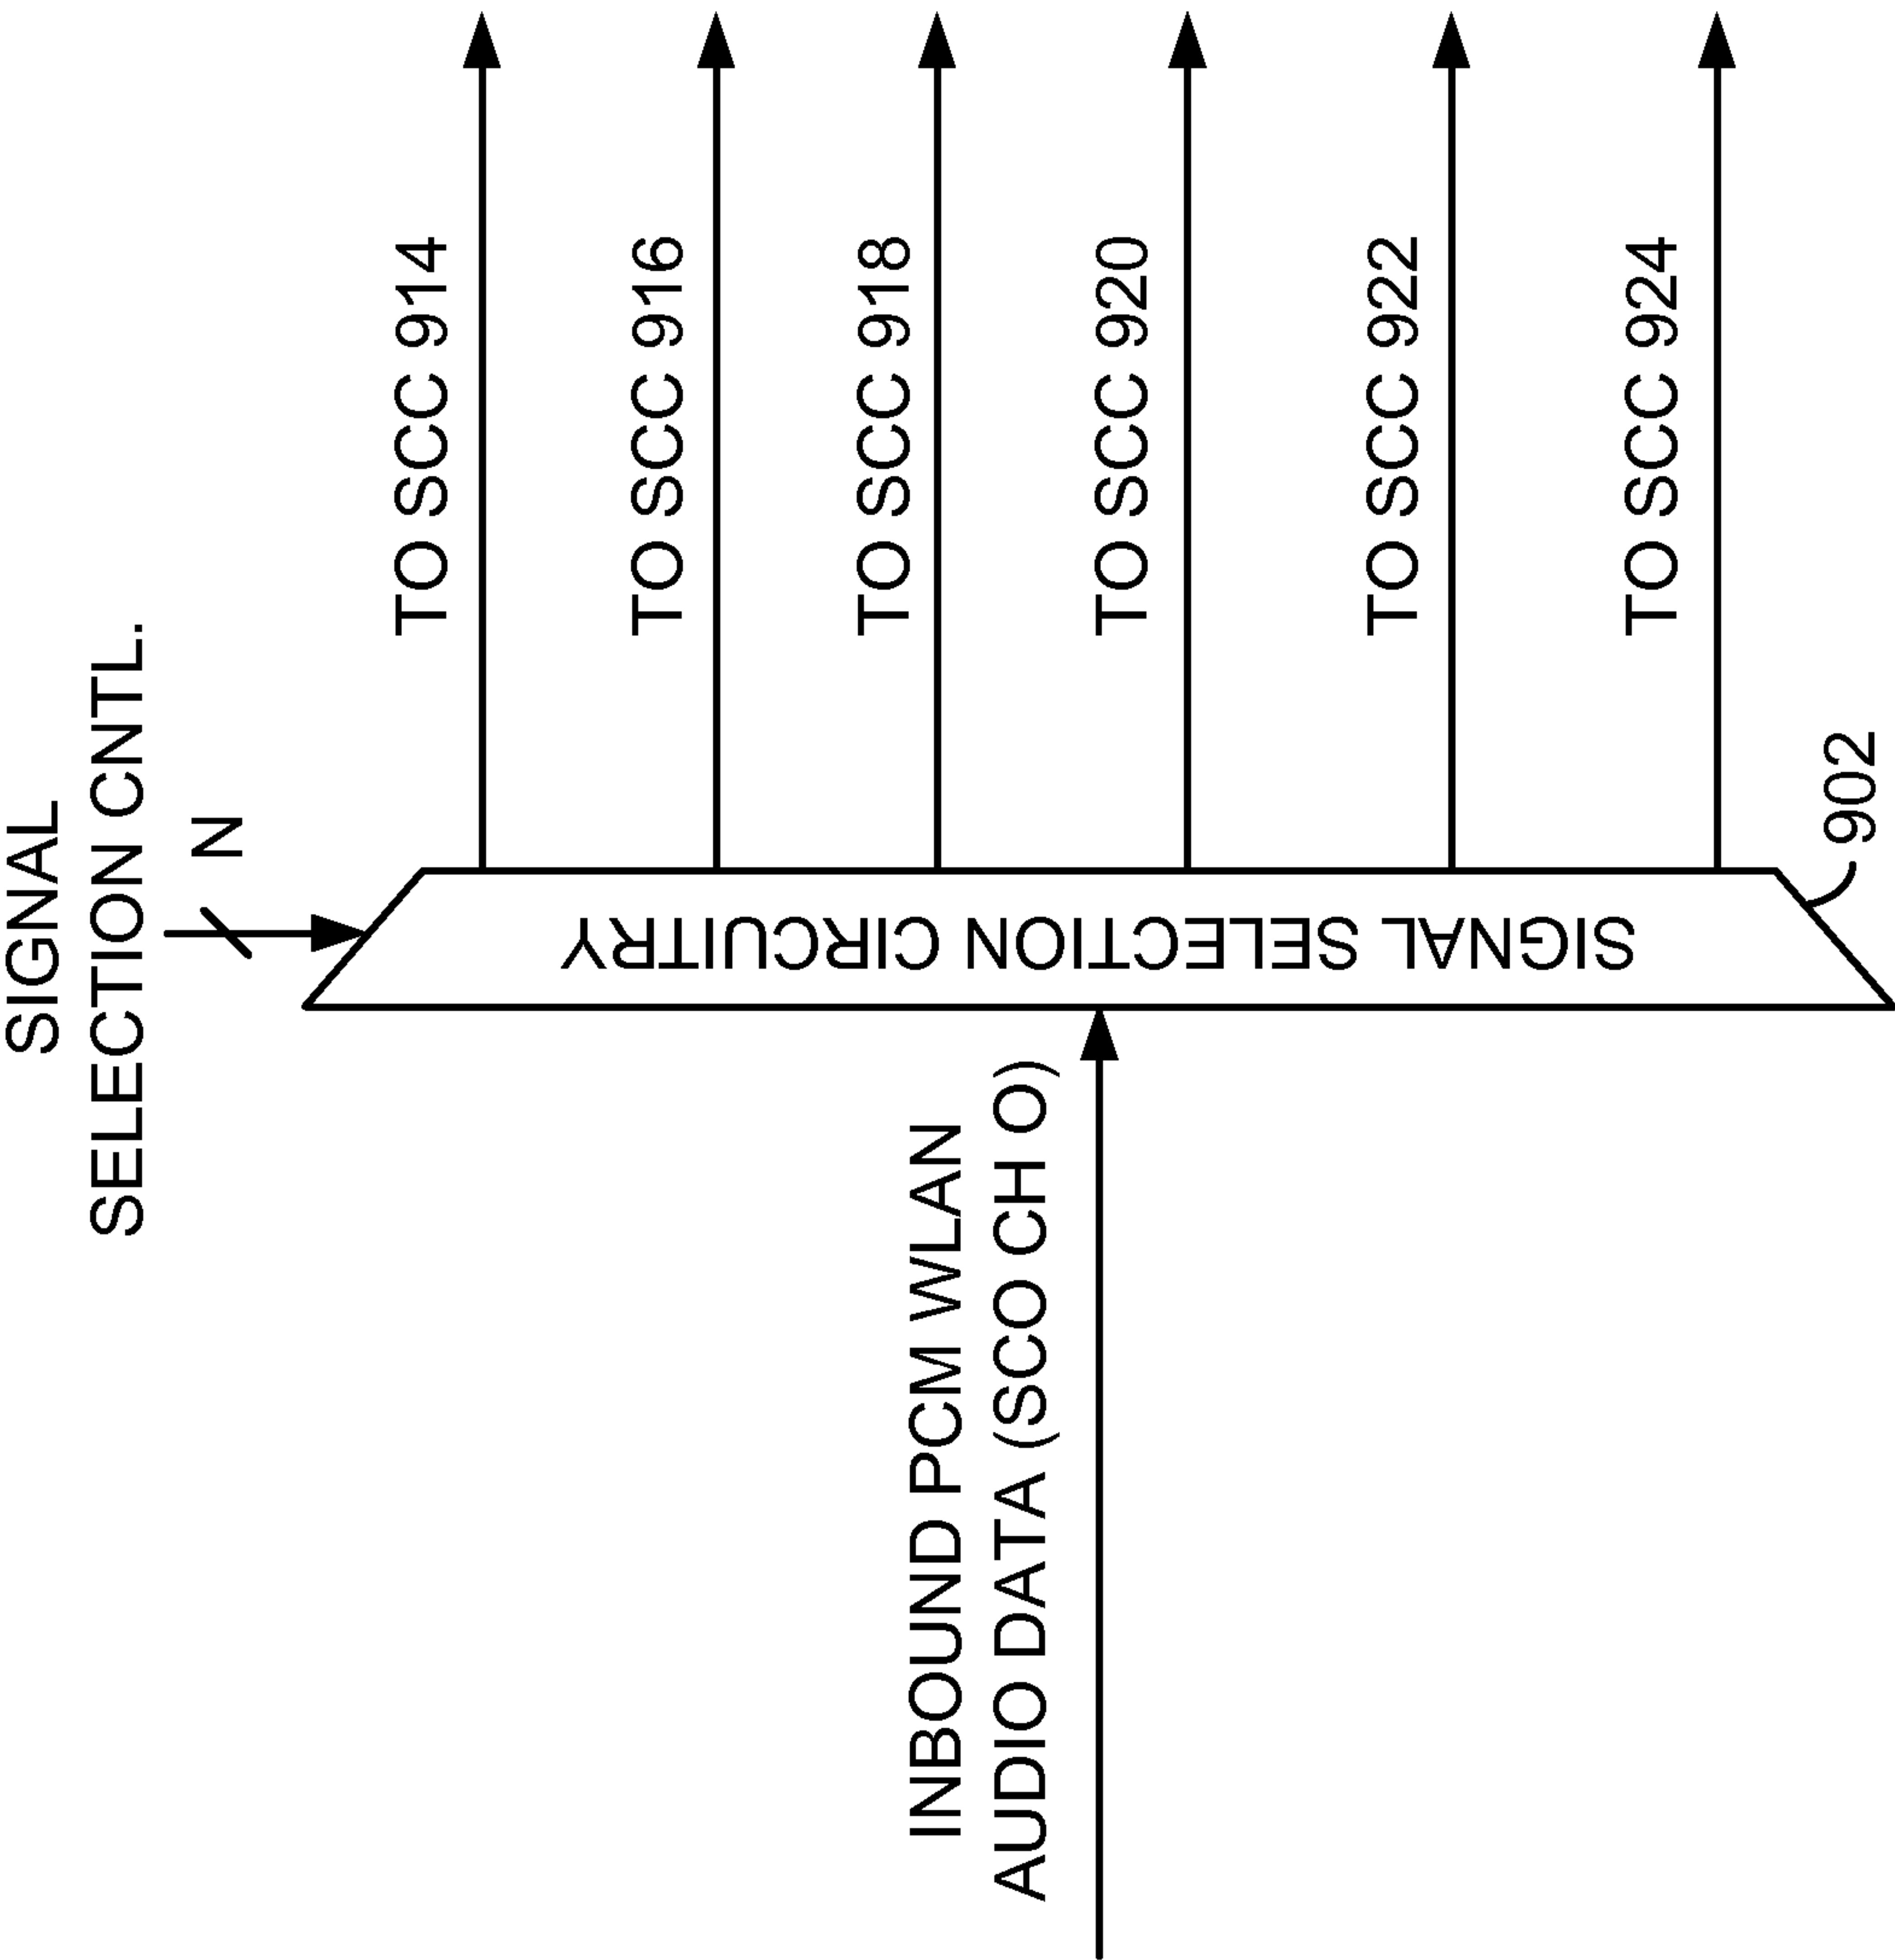 SIGNAL
SELECTION CNTL.
N
TO SCC 914
TO SCC 916
TO SCC 918
TO SCC 920
TO SCC 922
TO SCC 924
SIGNAL SELECTION CIRCUITRY
INBOUND PCM WLAN
AUDIO DATA (SCO CH O)
902